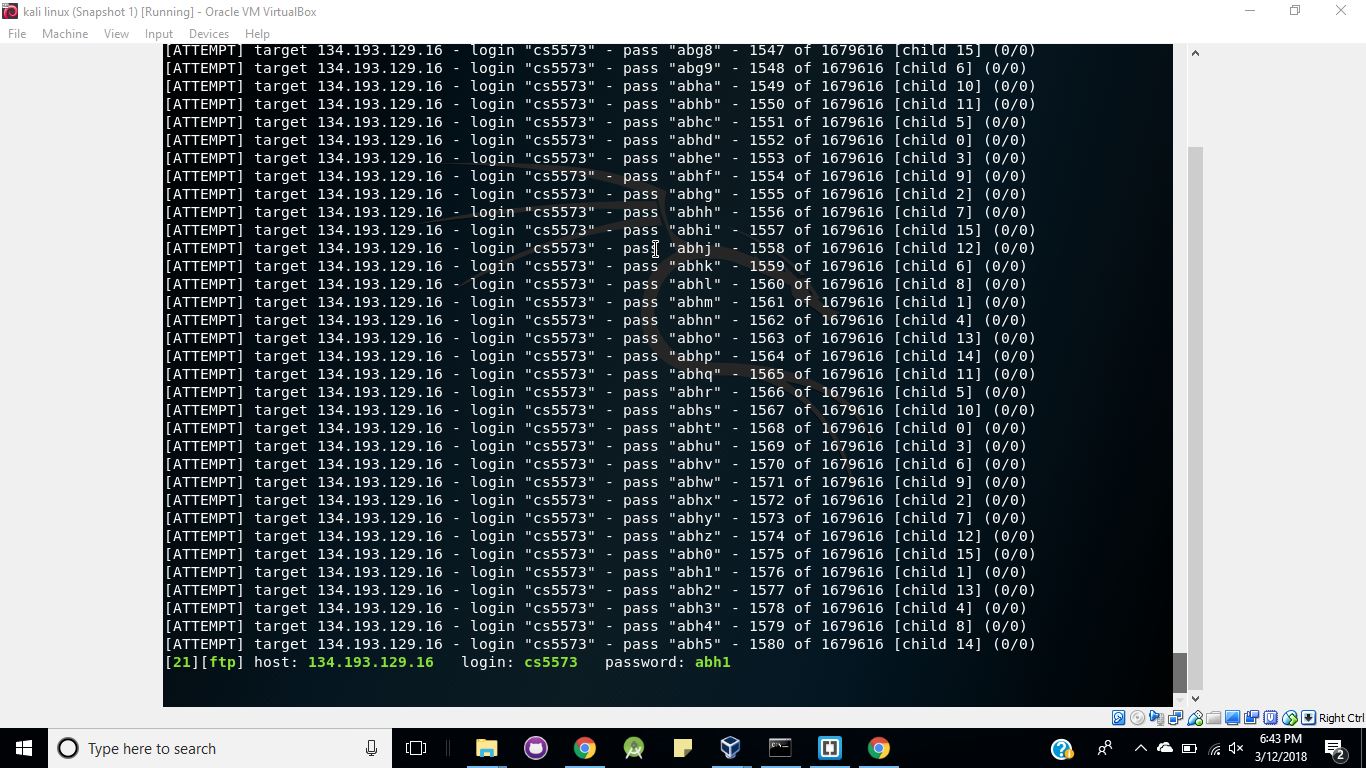 kali linux (Snapshot 1) [Running] - Oracle VM VirtualBox
File Machine View Input Devices Help
[ATTEMPT] target 134.193.129.16 - login "cs5573" - pass "abg8" - 1547 of 1679616 [child 15] (0/0)
[ATTEMPT] target 134.193.129.16 - login "cs5573" - pass "abg9" - 1548 of 1679616 [child 6] (0/0)
[ATTEMPT] target 134.193.129.16 - login "cs5573" - pass "abha" - 1549 of 1679616 [child 10] (0/0)
[ATTEMPT] target 134.193.129.16 - login "cs5573" - pass "abhb" - 1550 of 1679616 [child 11] (0/0)
[ATTEMPT] target 134.193.129.16 - login "cs5573" - pass "abhc" - 1551 of 1679616 [child 5] (0/0)
[ATTEMPT] target 134.193.129.16 - login "cs5573" - pass "abhd" - 1552 of 1679616 [child 0] (0/0)
[ATTEMPT] target 134.193.129.16 - login "cs5573" - pass "abhe" - 1553 of 1679616 [child 3] (0/0)
[ATTEMPT] target 134.193.129.16 - login "cs5573" - pass "abhf" - 1554 of 1679616 [child 9] (0/0)
[ATTEMPT] target 134.193.129.16 - login "cs5573" - pass "abhg" - 1555 of 1679616 [child 2] (0/0)
[ATTEMPT] target 134.193.129.16 - login "cs5573" - pass "abhh" - 1556 of 1679616 [child 7] (0/0)
[ATTEMPT] target 134.193.129.16 - login "cs5573" - pass "abhi" - 1557 of 1679616 [child 15] (0/0)
[ATTEMPT] target 134.193.129.16 - login "cs5573" - pass "abhj" - 1558 of 1679616 [child 12] (0/0)
[ATTEMPT] target 134.193.129.16 - login "cs5573" - pass "abhk" - 1559 of 1679616 [child 6] (0/0)
[ATTEMPT] target 134.193.129.16 - login "cs5573" - pass "abhl" - 1560 of 1679616 [child 8] (0/0)
[ATTEMPT] target 134.193.129.16 - login "cs5573" - pass "abhm" - 1561 of 1679616 [child 1] (0/0)
[ATTEMPT] target 134.193.129.16 - login "cs5573" - pass "abhn" - 1562 of 1679616 [child 4] (0/0)
[ATTEMPT] target 134.193.129.16 - login "cs5573" - pass "abho" - 1563 of 1679616 [child 13] (0/0)
[ATTEMPT] target 134.193.129.16 - login "cs5573" - pass "abhp" - 1564 of 1679616 [child 14] (0/0)
[ATTEMPT] target 134.193.129.16 - login "cs5573" - pass "abhq" - 1565 of 1679616 [child 11] (0/0)
[ATTEMPT] target 134.193.129.16 - login "cs5573" - pass "abhr" - 1566 of 1679616 [child 5] (0/0)
[ATTEMPT] target 134.193.129.16 - login "cs5573" - pass "abhs" - 1567 of 1679616 [child 10] (0/0)
[ATTEMPT] target 134.193.129.16 - login "cs5573" - pass "abht" - 1568 of 1679616 [child 0] (0/0)
[ATTEMPT] target 134.193.129.16 - login "cs5573" - pass "abhu" - 1569 of 1679616 [child 3] (0/0)
[ATTEMPT] target 134.193.129.16 - login "cs5573" - pass "abhv" - 1570 of 1679616 [child 6] (0/0)
[ATTEMPT] target 134.193.129.16 - login "cs5573" - pass "abhw" - 1571 of 1679616 [child 9] (0/0)
[ATTEMPT] target 134.193.129.16 - login "cs5573" - pass "abhx" - 1572 of 1679616 [child 2] (0/0)
[ATTEMPT] target 134.193.129.16 - login "cs5573" - pass "abhy" - 1573 of 1679616 [child 7] (0/0)
[ATTEMPT] target 134.193.129.16 - login "cs5573" - pass "abhz" - 1574 of 1679616 [child 12] (0/0)
[ATTEMPT] target 134.193.129.16 - login "cs5573" - pass "abh0" - 1575 of 1679616 [child 15] (0/0)
[ATTEMPT] target 134.193.129.16 - login "cs5573" - pass "abh1" - 1576 of 1679616 [child 1] (0/0)
[ATTEMPT] target 134.193.129.16 - login "cs5573" - pass "abh2" - 1577 of 1679616 [child 13] (0/0)
[ATTEMPT] target 134.193.129.16 - login "cs5573" - pass "abh3" - 1578 of 1679616 [child 4] (0/0)
[ATTEMPT] target 134.193.129.16 - login "cs5573" - pass "abh4" - 1579 of 1679616 [child 8] (0/0)
[ATTEMPT] target 134.193.129.16 - login "cs5573" - pass "abh5" - 1580 of 1679616 [child 14] (0/0)
[21][ftp] host: 134.193.129.16 login: cs5573 password: abh1
Right Ctrl
Type here to search
6:43 PM
3/12/2018
2